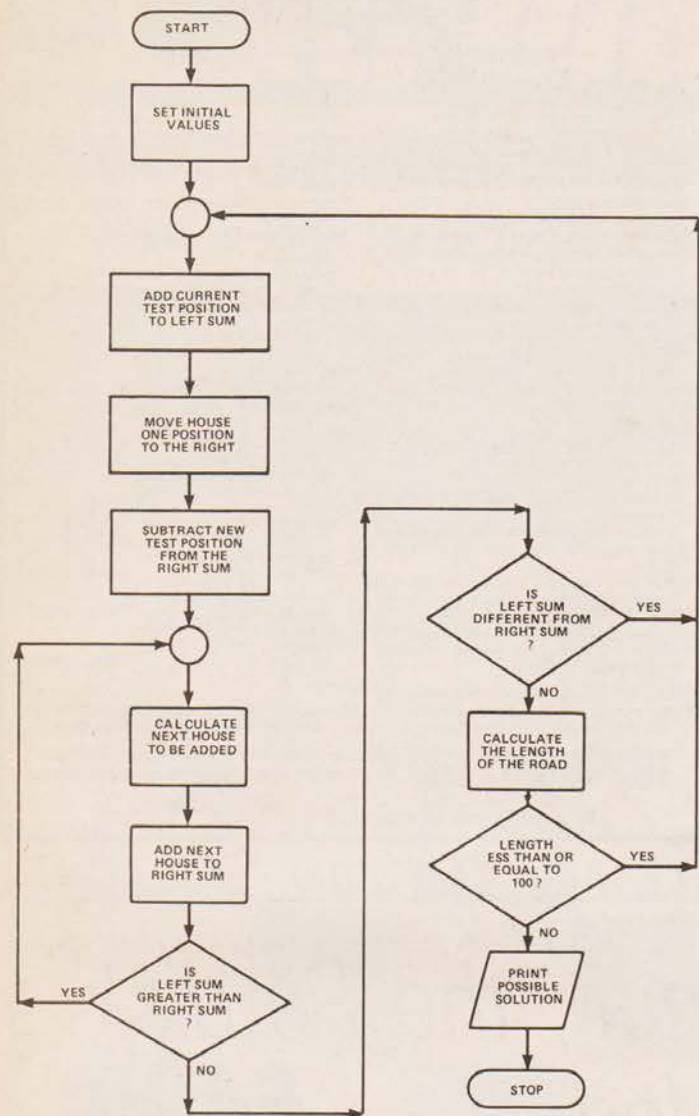 START
SET INITIAL
VALUES
ADD CURRENT
TEST POSITION
TO LEFT SUM
MOVE HOUSE
ONE POSITION
TO THE RIGHT
SUBTRACT NEW
TEST POSITION
FROM THE
RIGHT SUM
CALCULATE
NEXT HOUSE
TO BE ADDED
ADD NEXT
HOUSE TO
RIGHT SUM
IS
LEFT SUM
GREATER THAN
RIGHT SUM
?
YES
NO
IS
LEFT SUM
DIFFERENT FROM
RIGHT SUM
?
YES
NO
CALCULATE
THE LENGTH
OF THE ROAD
LENGTH
ESS THAN OR
EQUAL TO
100 ?
YES
NO
PRINT
POSSIBLE
SOLUTION
STOP